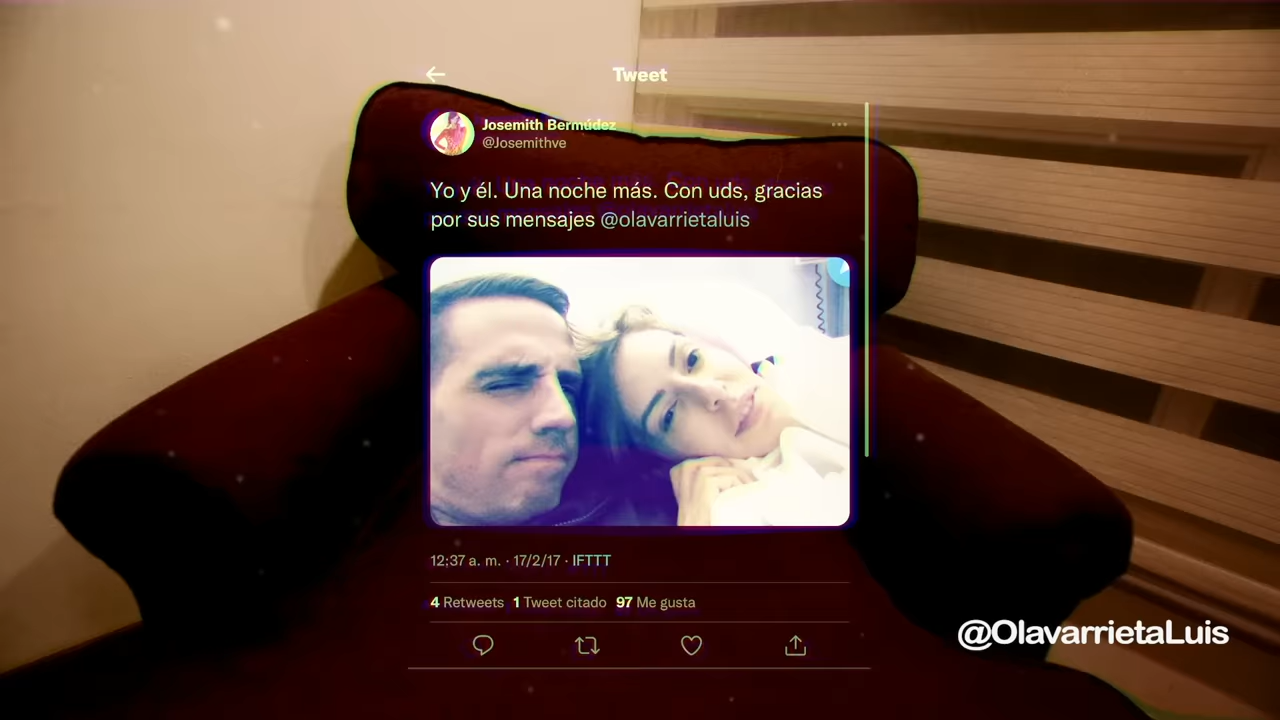 Tweet
Josemith Bermúdez
@Josemithve
Yo y él. Una noche más. Con uds, gracias
por sus mensajes @olavarrietaluis
12:37 a. m. · 17/2/17 · IFTTT
4 Retweets 1 Tweet citado 97 Me gusta
@OlavarrietaLuis